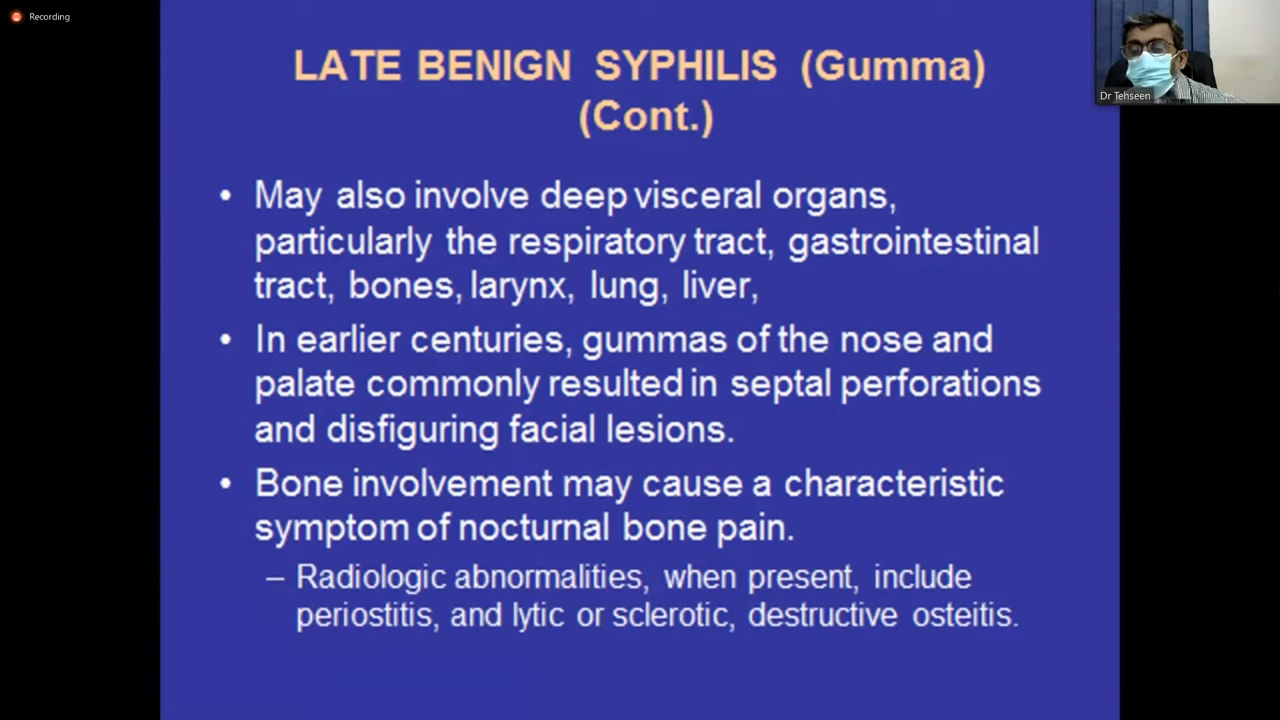 Recording
LATE BENIGN SYPHILIS (Gumma)
(Cont.)
Dr Tehseen
• May also involve deep visceral organs,
particularly the respiratory tract, gastrointestinal
tract, bones, larynx, lung, liver,
• In earlier centuries, gummas of the nose and
palate commonly resulted in septal perforations
and disfiguring facial lesions.
• Bone involvement may cause a characteristic
symptom of nocturnal bone pain.
– Radiologic abnormalities, when present, include
periostitis, and lytic or sclerotic, destructive osteitis.